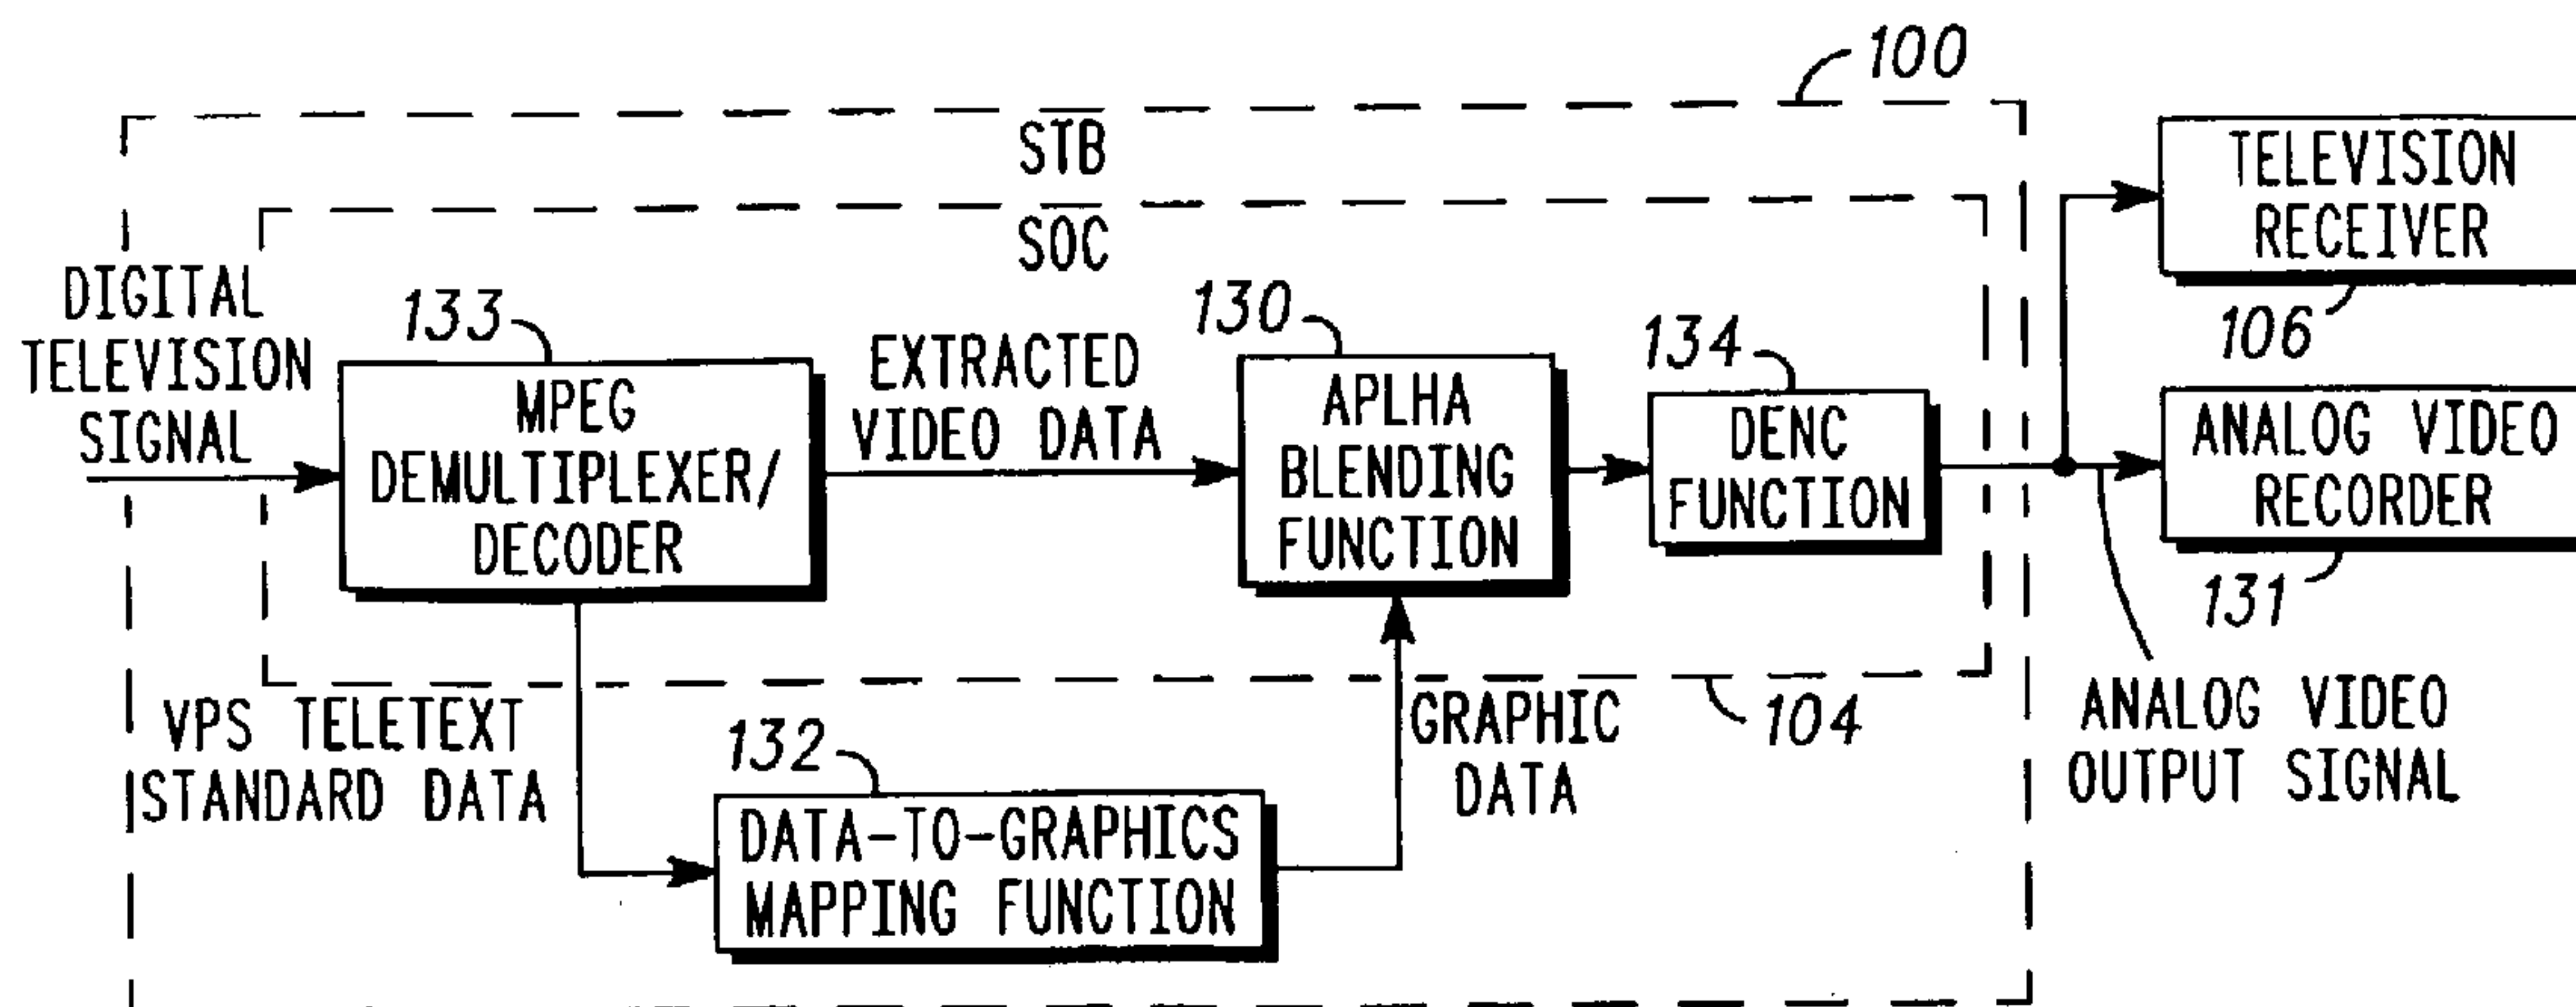 100
STB
SOC
DIGITAL
TELEVISION
SIGNAL
133
MPEG
DEMULTIPLEXER/
DECODER
EXTRACTED
VIDEO DATA
130
APLHA
BLENDING
FUNCTION
134
DENC
FUNCTION
TELEVISION
RECEIVER
106
ANALOG VIDEO
RECORDER
131
VPS TELETEXT
STANDARD DATA
132
DATA-TO-GRAPHICS
MAPPING FUNCTION
GRAPHIC
DATA
104
ANALOG VIDEO
OUTPUT SIGNAL